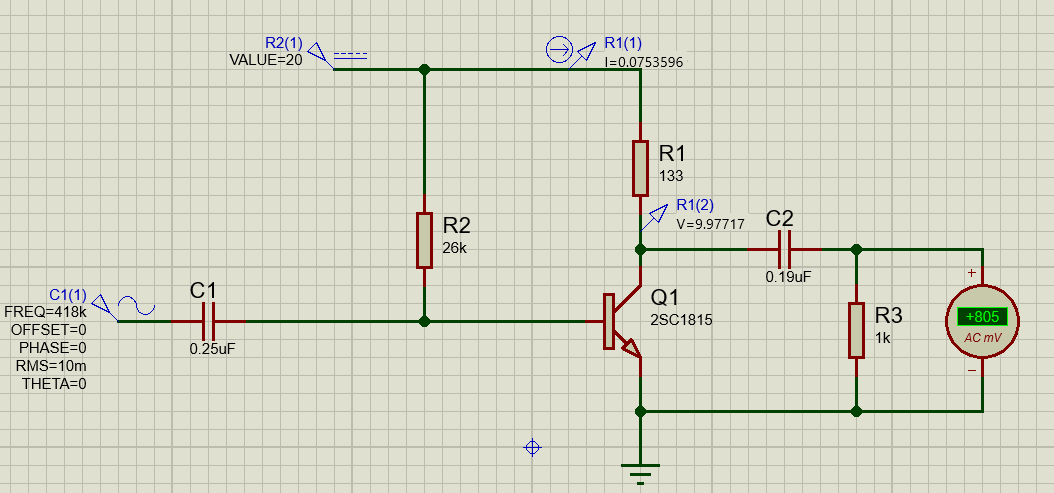 R2(1)
VALUE=20
R1(1)
I=0.0753596
R1
133
R1(2)
V=9.97717
R2
26k
C2
0.19uF
C1(1)
FREQ=418k
OFFSET=0
PHASE=0
RMS=10m
THETA=0
C1
0.25uF
Q1
2SC1815
R3
1k
+
+805
AC mV
−